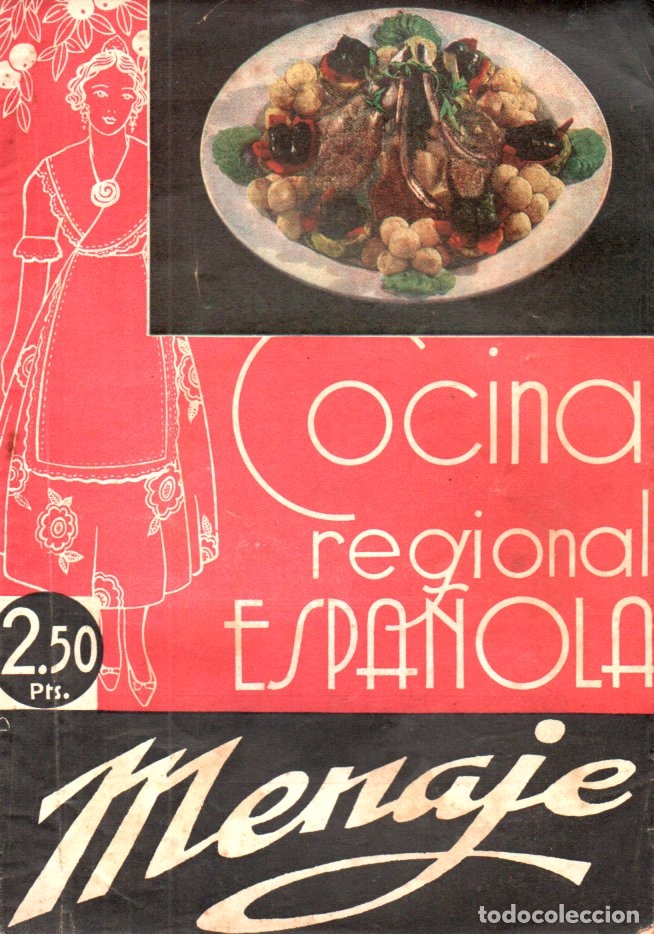 Cocina
regional
ESPAÑOLA
2.50
Pts.
Menaje
todocoleccion